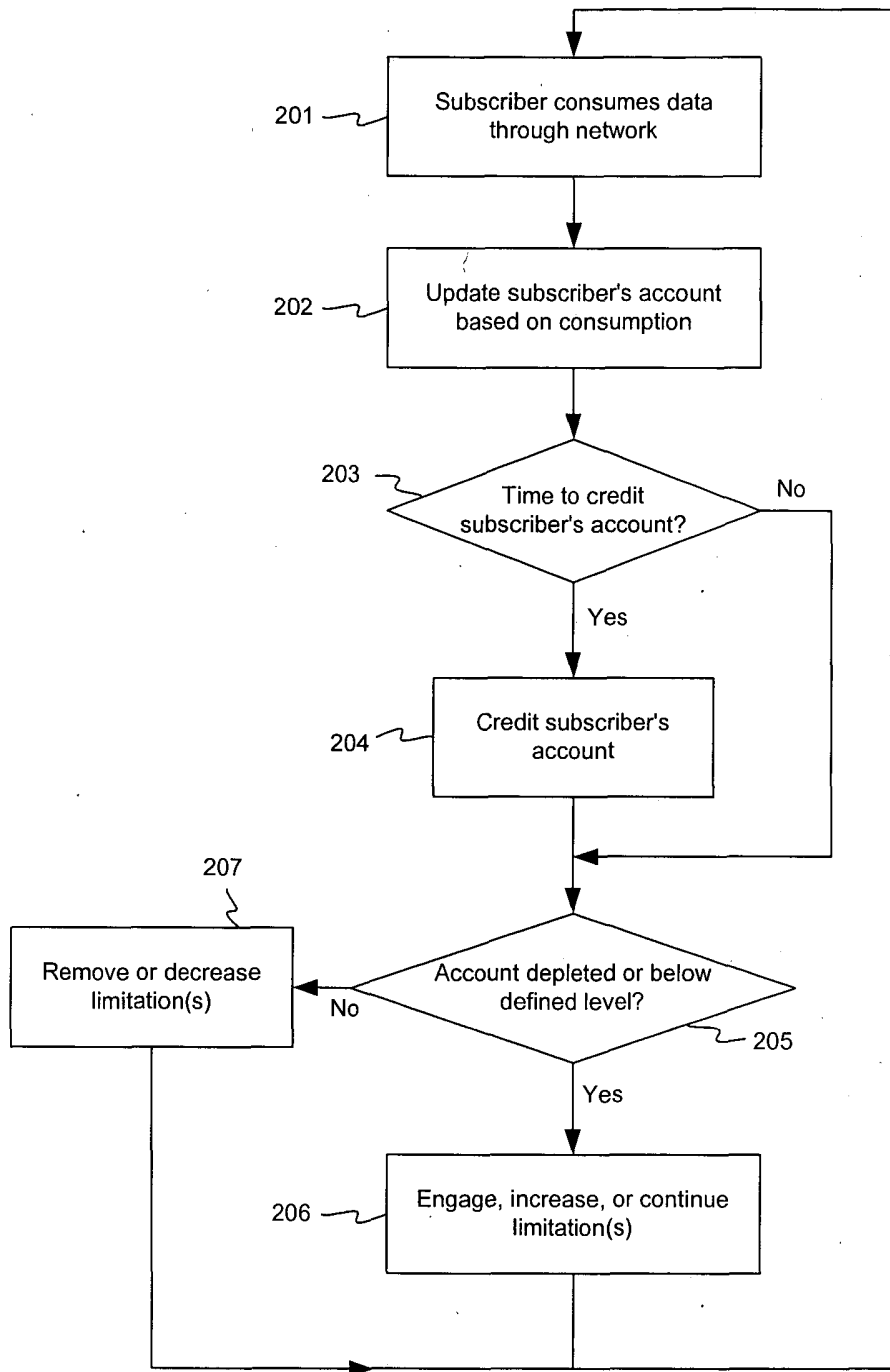 201
Subscriber consumes data
through network
202
Update subscriber's account
based on consumption
203
Time to credit
subscriber's account?
No
Yes
204
Credit subscriber's
account
207
Remove or decrease
limitation(s)
No
Account depleted or below
defined level?
205
Yes
206
Engage, increase, or continue
limitation(s)